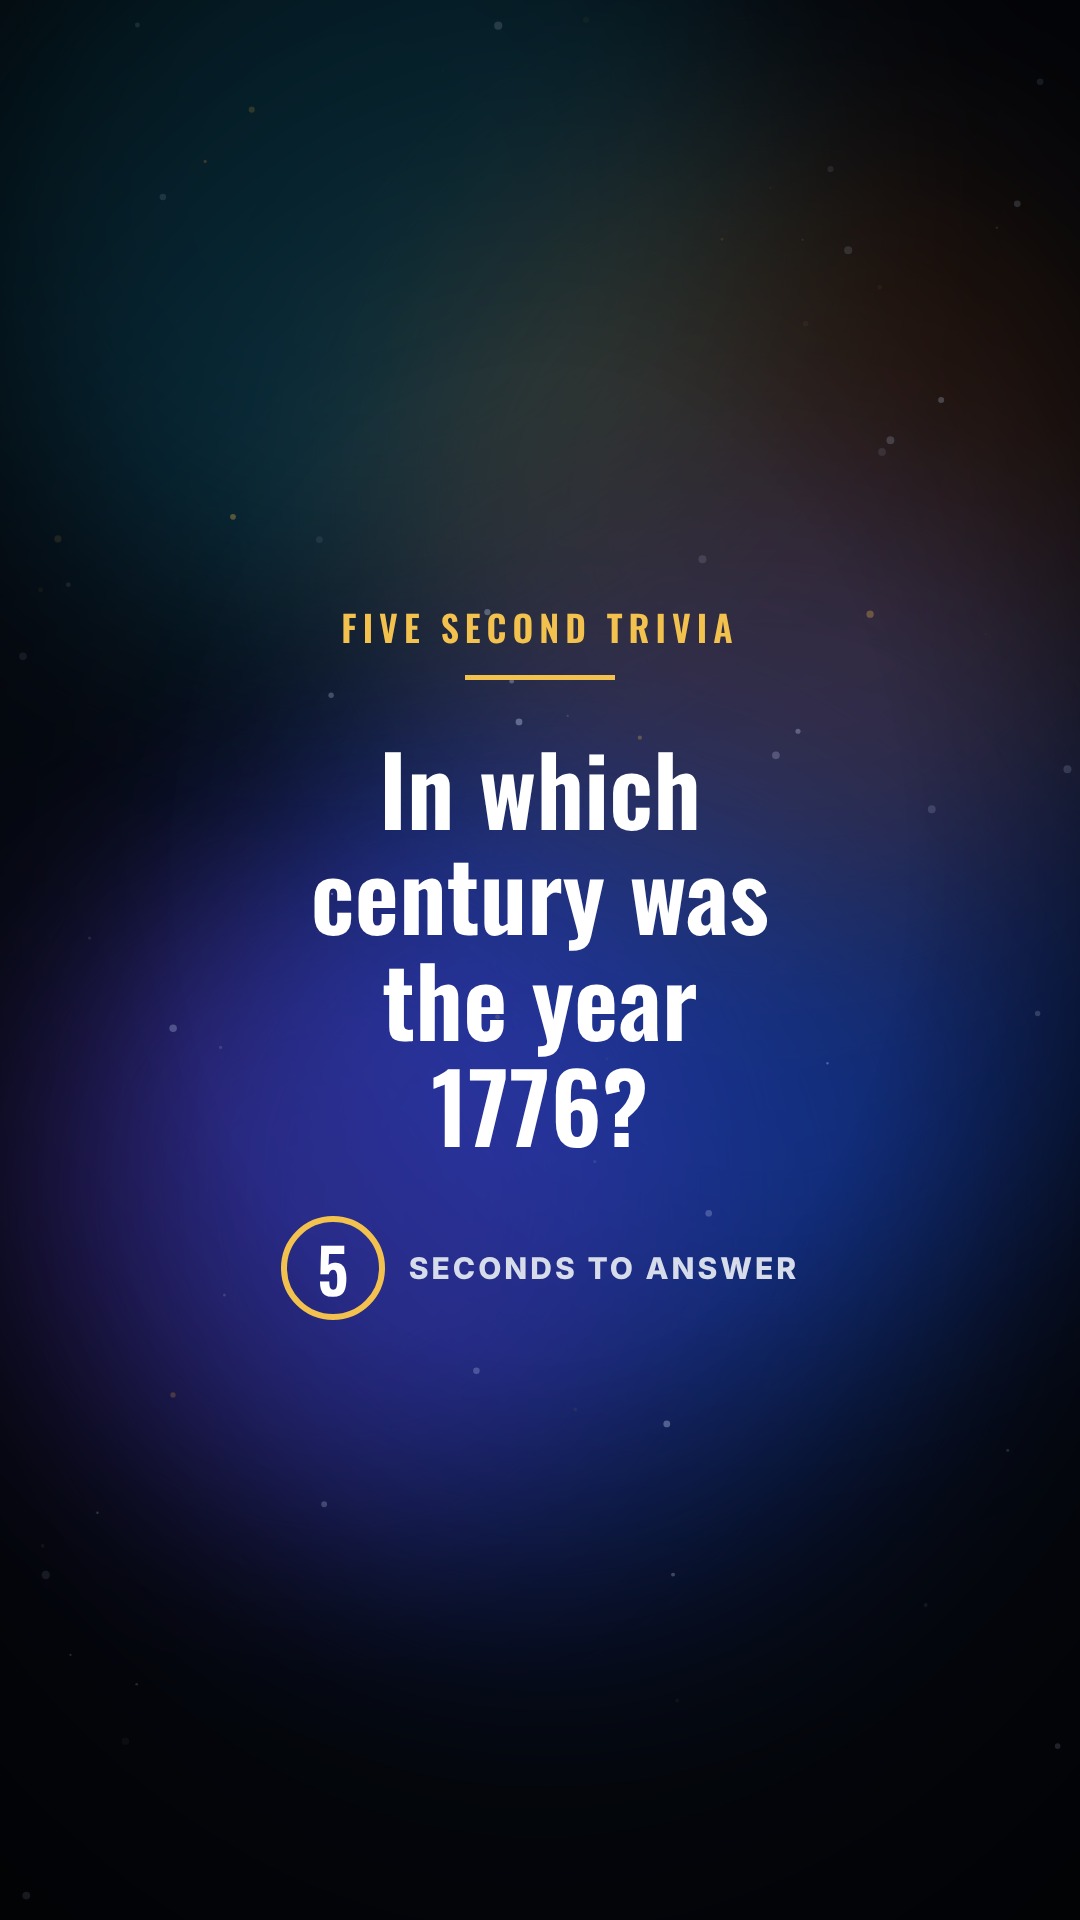 FIVE SECOND TRIVIA
In which
century was
the year
1776?
5 SECONDS TO ANSWER